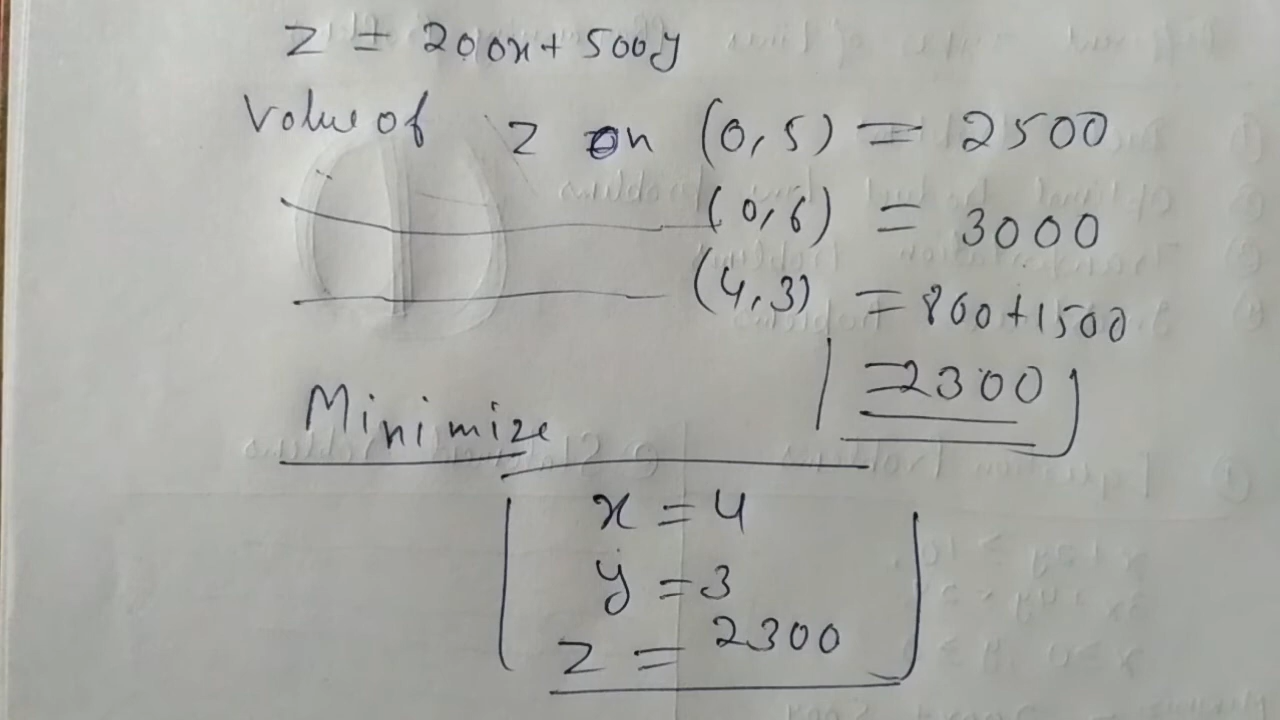 Z = 200x + 500y
Value of Z on (0,5) = 2500
(0,6) = 3000
(4,3) = 800 + 1500
= 2300
Minimize
x = 4
y = 3
z = 2300